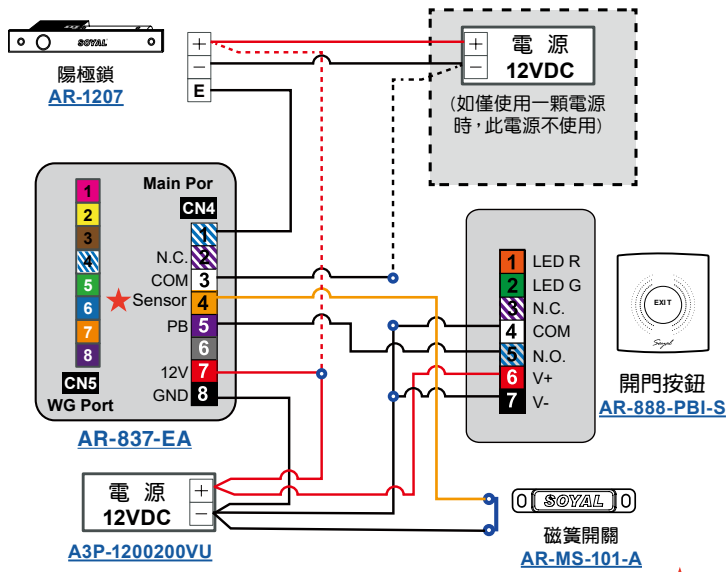 SOYAL
陽極鎖
AR-1207
+
−
E
+
−
電 源
12VDC
(如僅使用一顆電源
時，此電源不使用)
Main Por
CN4
1
2
3
4
5
6
7
8
CN5
WG Port
1
N.C. 2
COM 3
Sensor 4
PB 5
6
12V 7
GND 8
AR-837-EA
1 LED R
2 LED G
3 N.C.
4 COM
5 N.O.
6 V+
7 V-
EXIT
Soyal
開門按鈕
AR-888-PBI-S
電 源
12VDC
+
−
A3P-1200200VU
SOYAL
磁簧開關
AR-MS-101-A